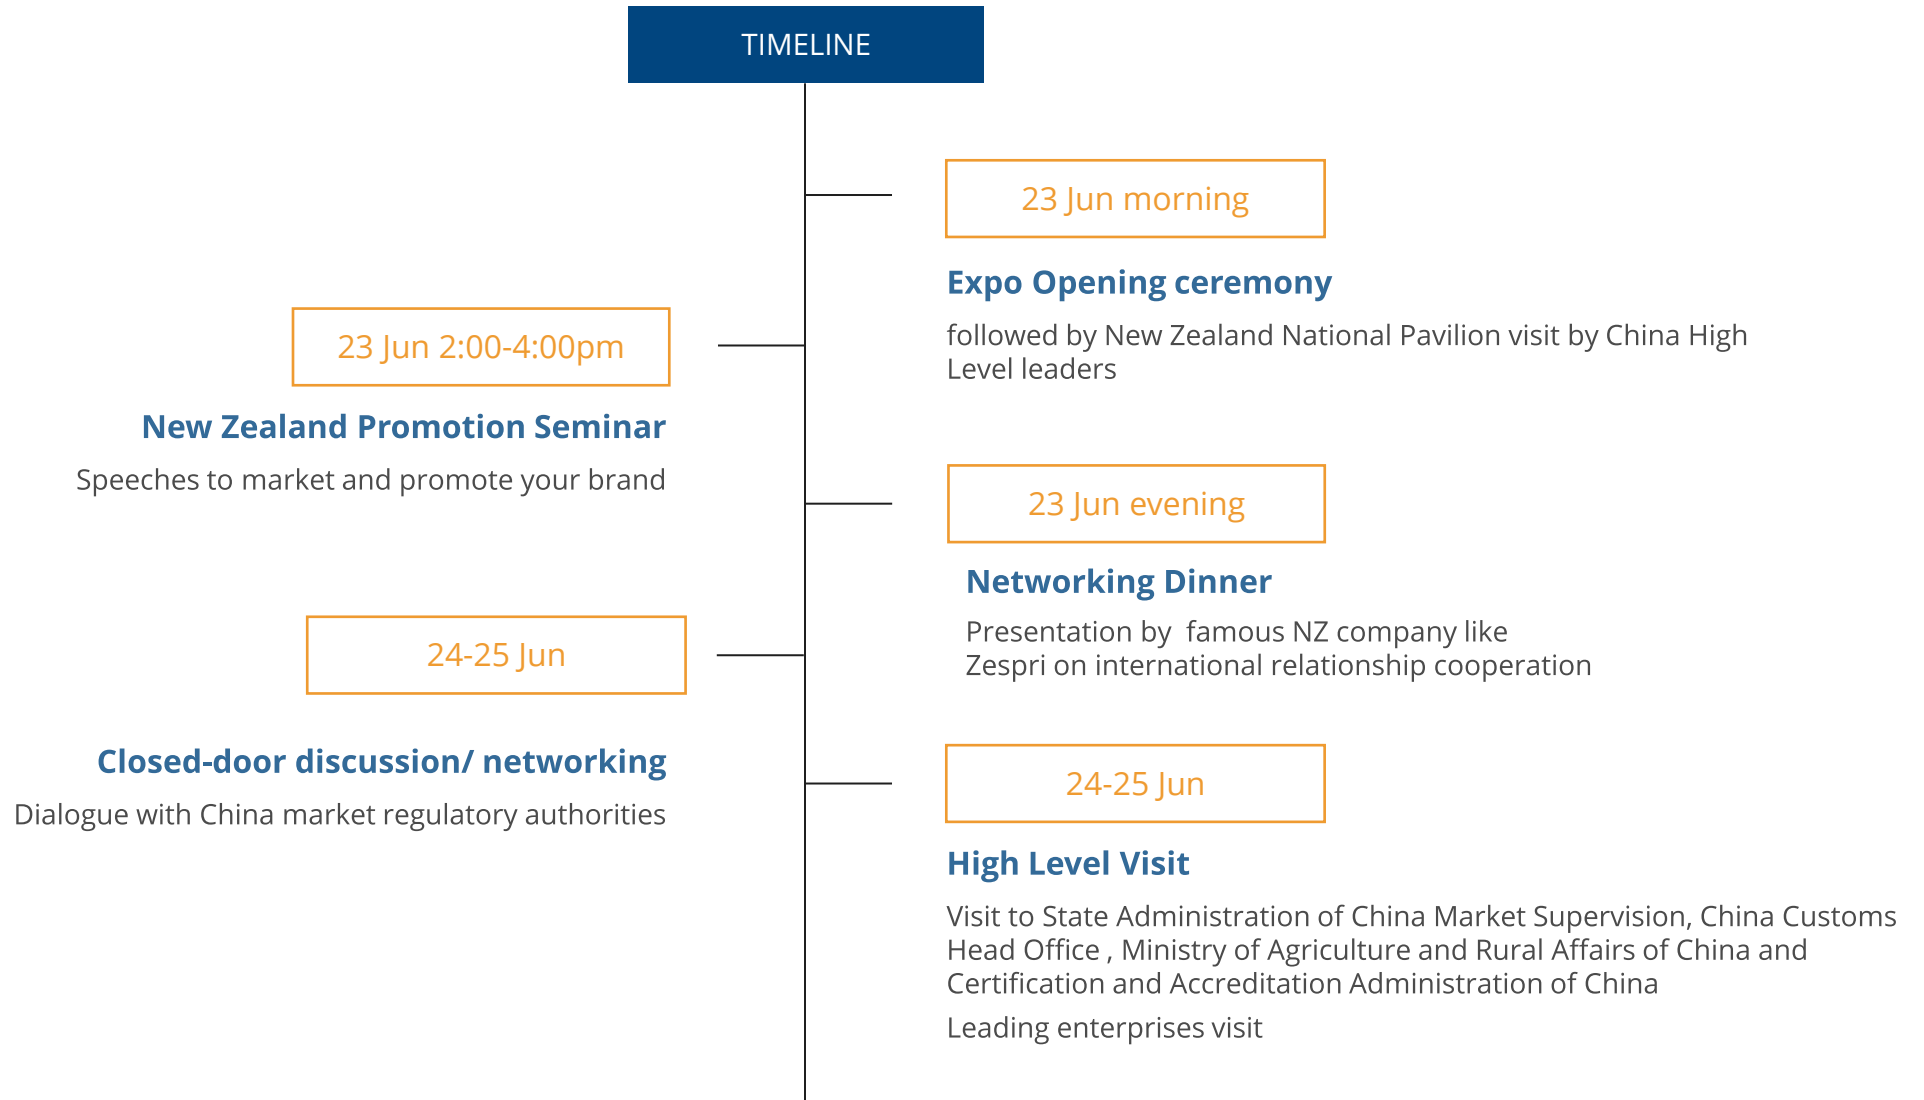 TIMELINE
23 Jun morning
Expo Opening ceremony
followed by New Zealand National Pavilion visit by China High
Level leaders
23 Jun 2:00-4:00pm
New Zealand Promotion Seminar
Speeches to market and promote your brand
23 Jun evening
Networking Dinner
Presentation by  famous NZ company like
Zespri on international relationship cooperation
24-25 Jun
Closed-door discussion/ networking
Dialogue with China market regulatory authorities
24-25 Jun
High Level Visit
Visit to State Administration of China Market Supervision, China Customs
Head Office , Ministry of Agriculture and Rural Affairs of China and
Certification and Accreditation Administration of China
Leading enterprises visit